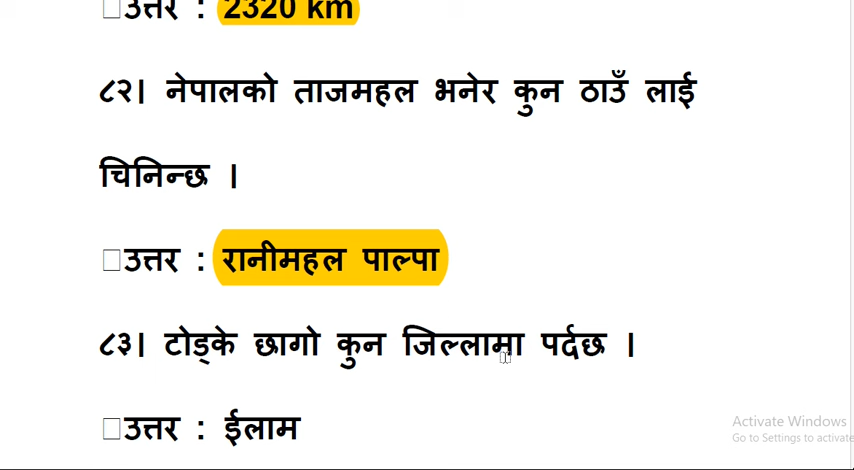 उत्तर : 2320 km
८२। नेपालको ताजमहल भनेर कुन ठाउँ लाई
चिनिन्छ ।
उत्तर : रानीमहल पाल्पा
८३। टोड्के छागो कुन जिल्लामा पर्दछ ।
उत्तर : ईलाम
Activate Windows
Go to Settings to activate